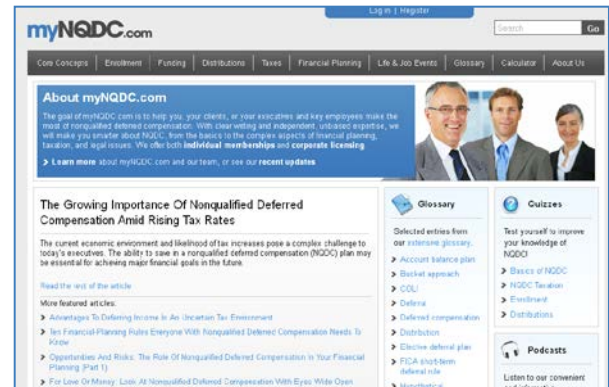 Log in | Register
myNQDC.com
Search Go
Core Concepts Enrollment Funding Distributions Taxes Financial Planning Life & Job Events Glossary Calculator About Us
About myNQDC.com
The goal of myNQDC.com is to help you, your clients, or your executives and key employees make the
most of nonqualified deferred compensation. With clear writing and independent, unbiased expertise, we
will make you smarter about NQDC, from the basics to the complex aspects of financial planning,
taxation, and legal issues. We offer both individual memberships and corporate licensing.
Learn more about myNQDC.com and our team, or see our recent updates
The Growing Importance Of Nonqualified Deferred
Compensation Amid Rising Tax Rates
The current economic environment and likelihood of tax increases pose a complex challenge to
today's executives. The ability to save in a nonqualified deferred compensation (NQDC) plan may
be essential for achieving major financial goals in the future.
Read the rest of the article
More featured articles:
Advantages To Deferring Income In An Uncertain Tax Environment
Ten Financial-Planning Rules Everyone With Nonqualified Deferred Compensation Needs To
Know
Opportunities And Risks: The Role Of Nonqualified Deferred Compensation In Your Financial
Planning (Part 1)
For Love Or Money: Look At Nonqualified Deferred Compensation With Eyes Wide Open
Glossary
Selected entries from
our extensive glossary.
Account balance plan
Bucket approach
COLI
Deferral
Deferred compensation
Distribution
Elective deferral plan
FICA short-term
deferral rule
Hypothetical
Quizzes
Test yourself to improve
your knowledge of
NQDC!
Basics of NQDC
NQDC Taxation
Enrollment
Distributions
Podcasts
Listen to our convenient